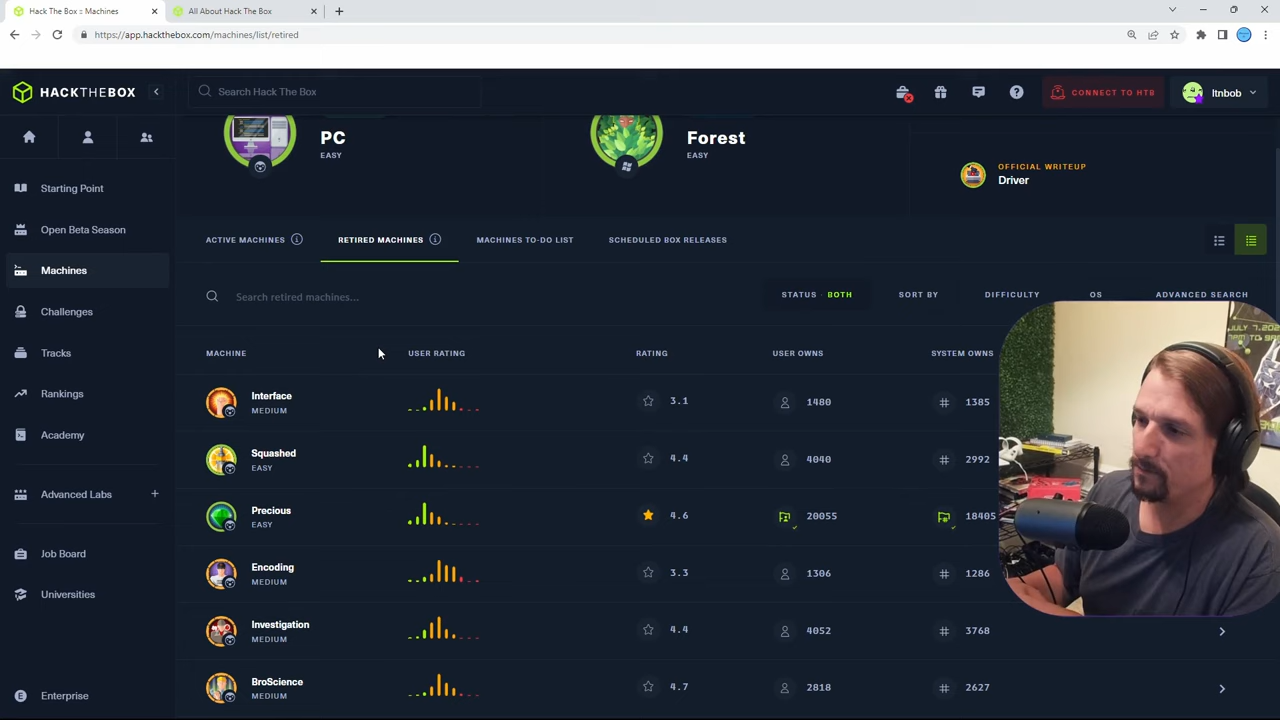 Hack The Box :: Machines
All About Hack The Box
https://app.hackthebox.com/machines/list/retired
HACKTHEBOX
Search Hack The Box
CONNECT TO HTB
ltnbob
Starting Point
Open Beta Season
Machines
Challenges
Tracks
Rankings
Academy
Advanced Labs
Job Board
Universities
Enterprise
PC
EASY
Forest
EASY
OFFICIAL WRITEUP
Driver
ACTIVE MACHINES
RETIRED MACHINES
MACHINES TO-DO LIST
SCHEDULED BOX RELEASES
Search retired machines...
STATUS · BOTH
SORT BY
DIFFICULTY
OS
ADVANCED SEARCH
MACHINE USER RATING RATING USER OWNS SYSTEM OWNS
Interface 3.1 1480 1385
MEDIUM
Squashed 4.4 4040 2992
EASY
Precious 4.6 20055 18405
EASY
Encoding 3.3 1306 1286
MEDIUM
Investigation 4.4 4052 3768
MEDIUM
BroScience 4.7 2818 2627
MEDIUM